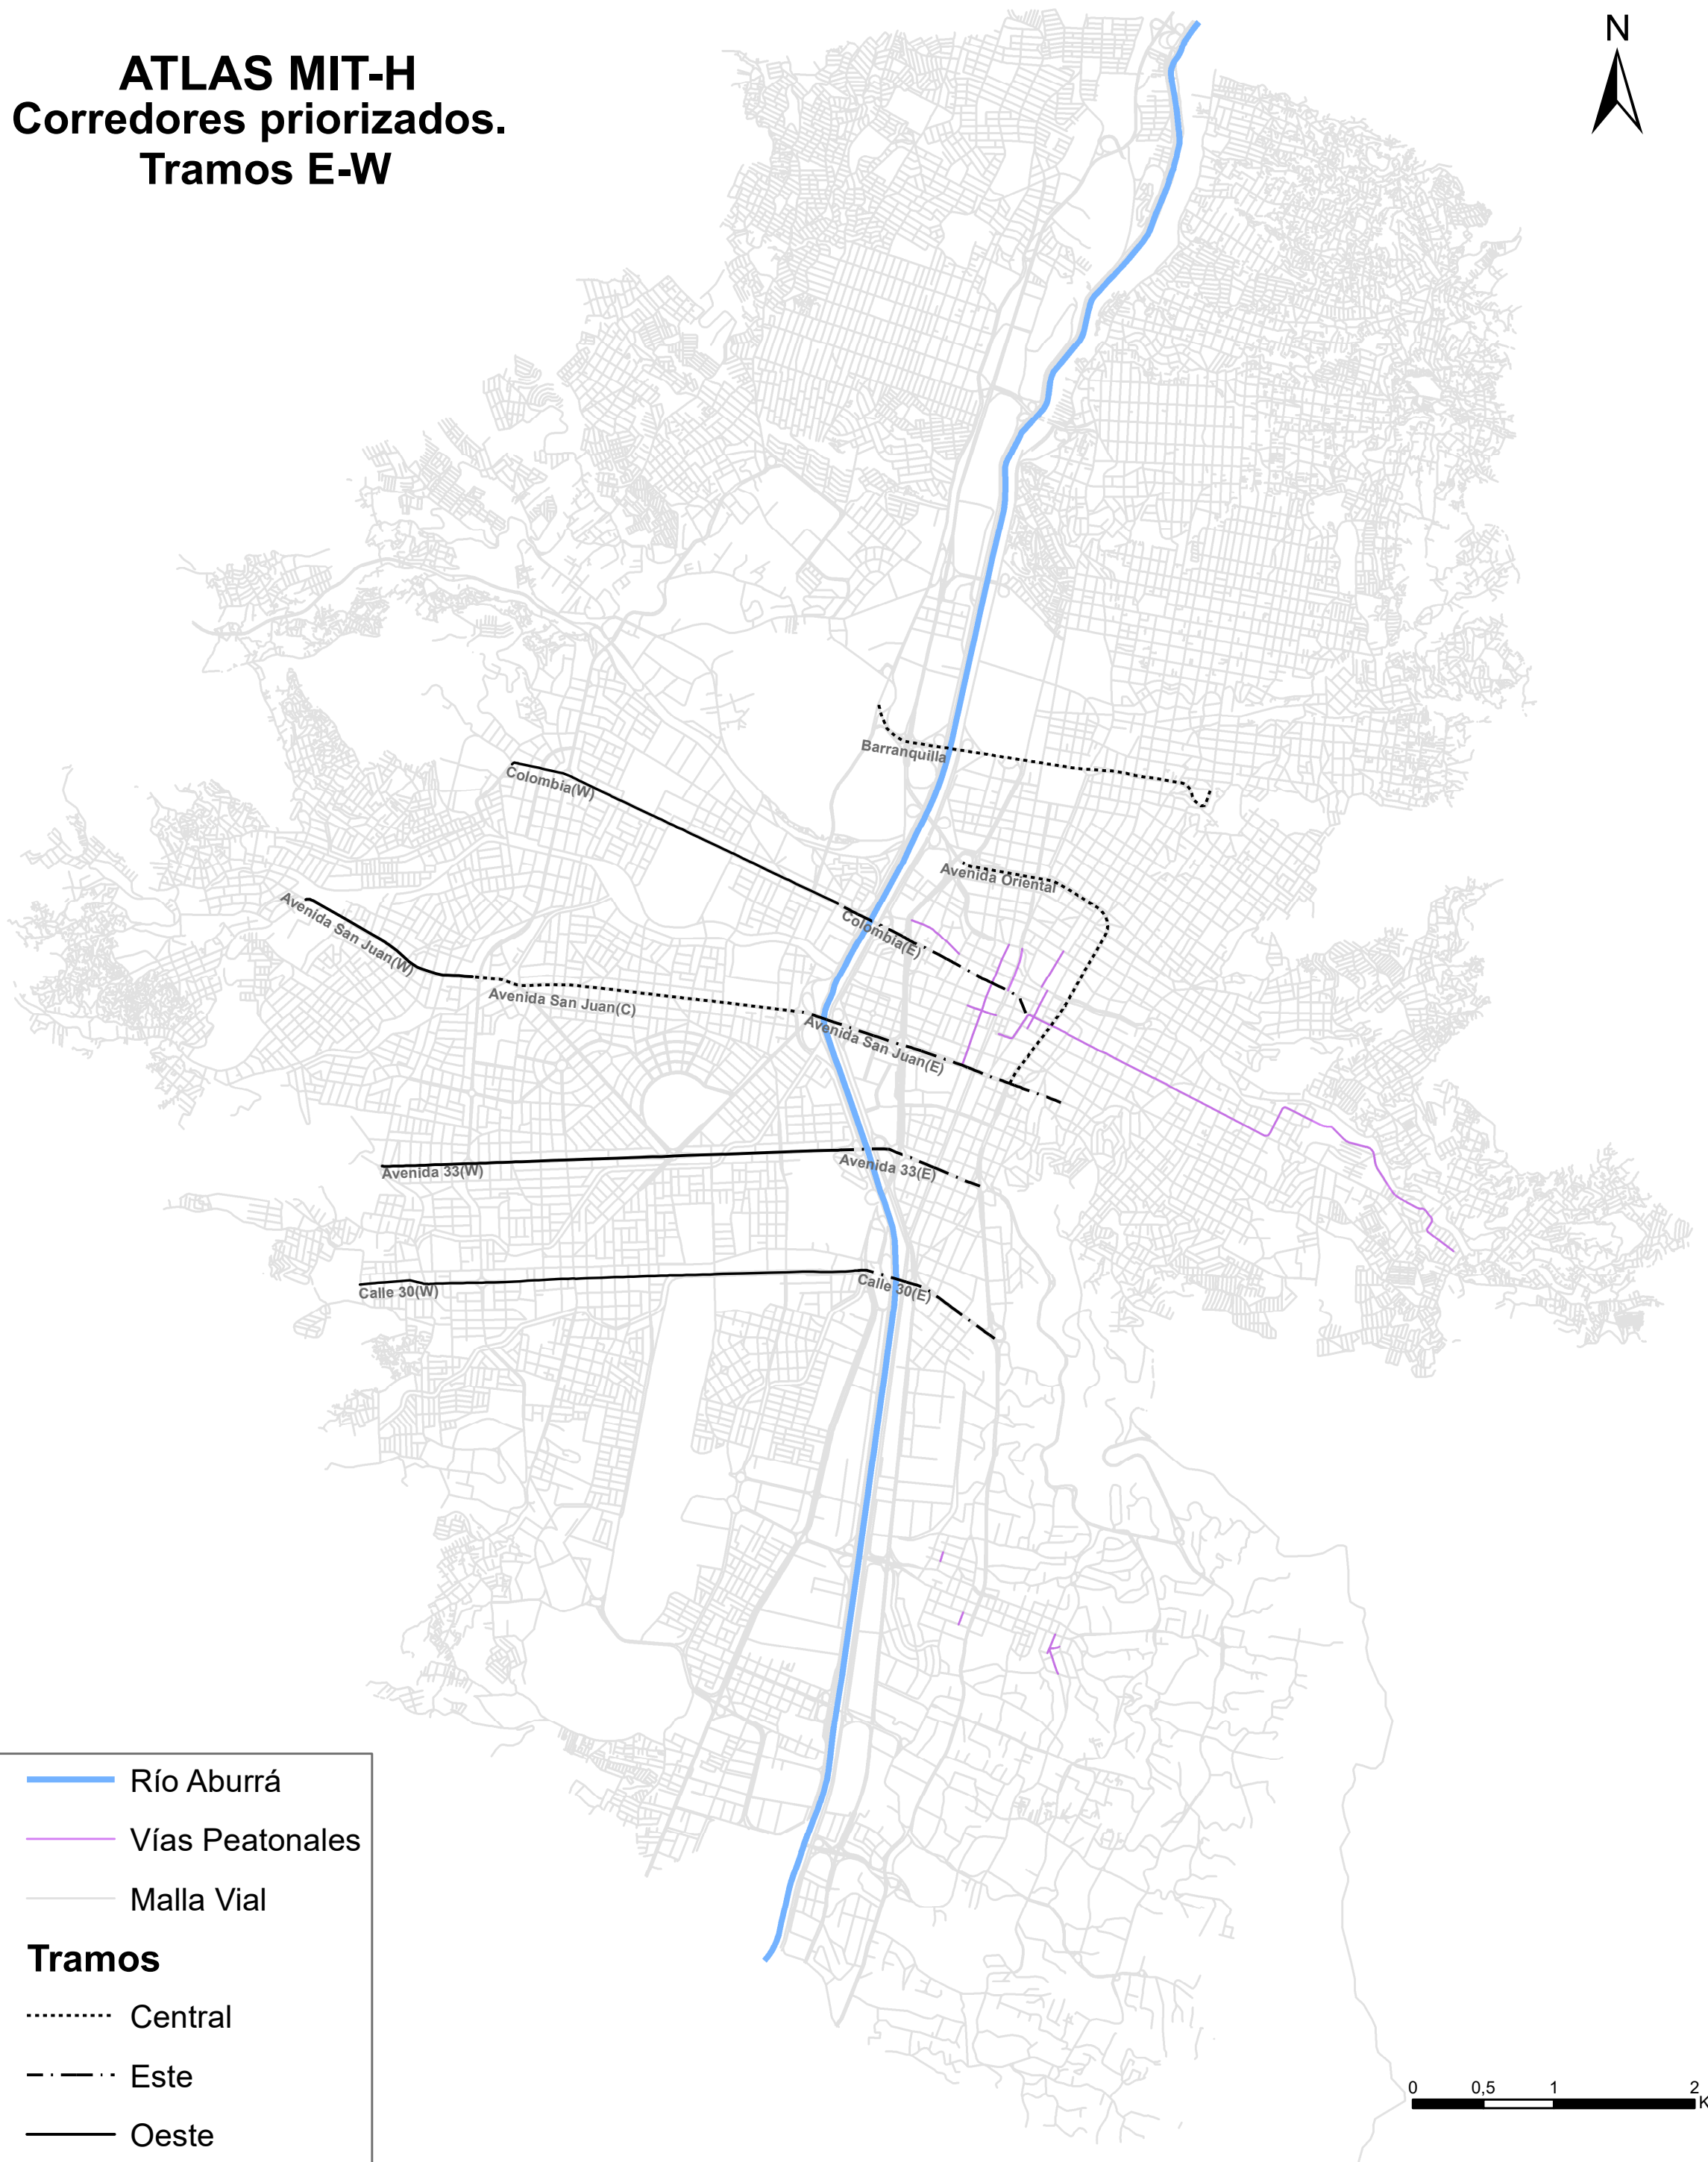 ATLAS MIT-H
Corredores priorizados.
Tramos E-W
N
Barranquilla
Colombia(W)
Avenida Oriental
Avenida San Juan(W)
Colombia(E)
Avenida San Juan(C)
Avenida San Juan(E)
Avenida 33(W)
Avenida 33(E)
Calle 30(W)
Calle 30(E)
Río Aburrá
Vías Peatonales
Malla Vial
Tramos
Central
Este
Oeste
0 0,5 1 2
K